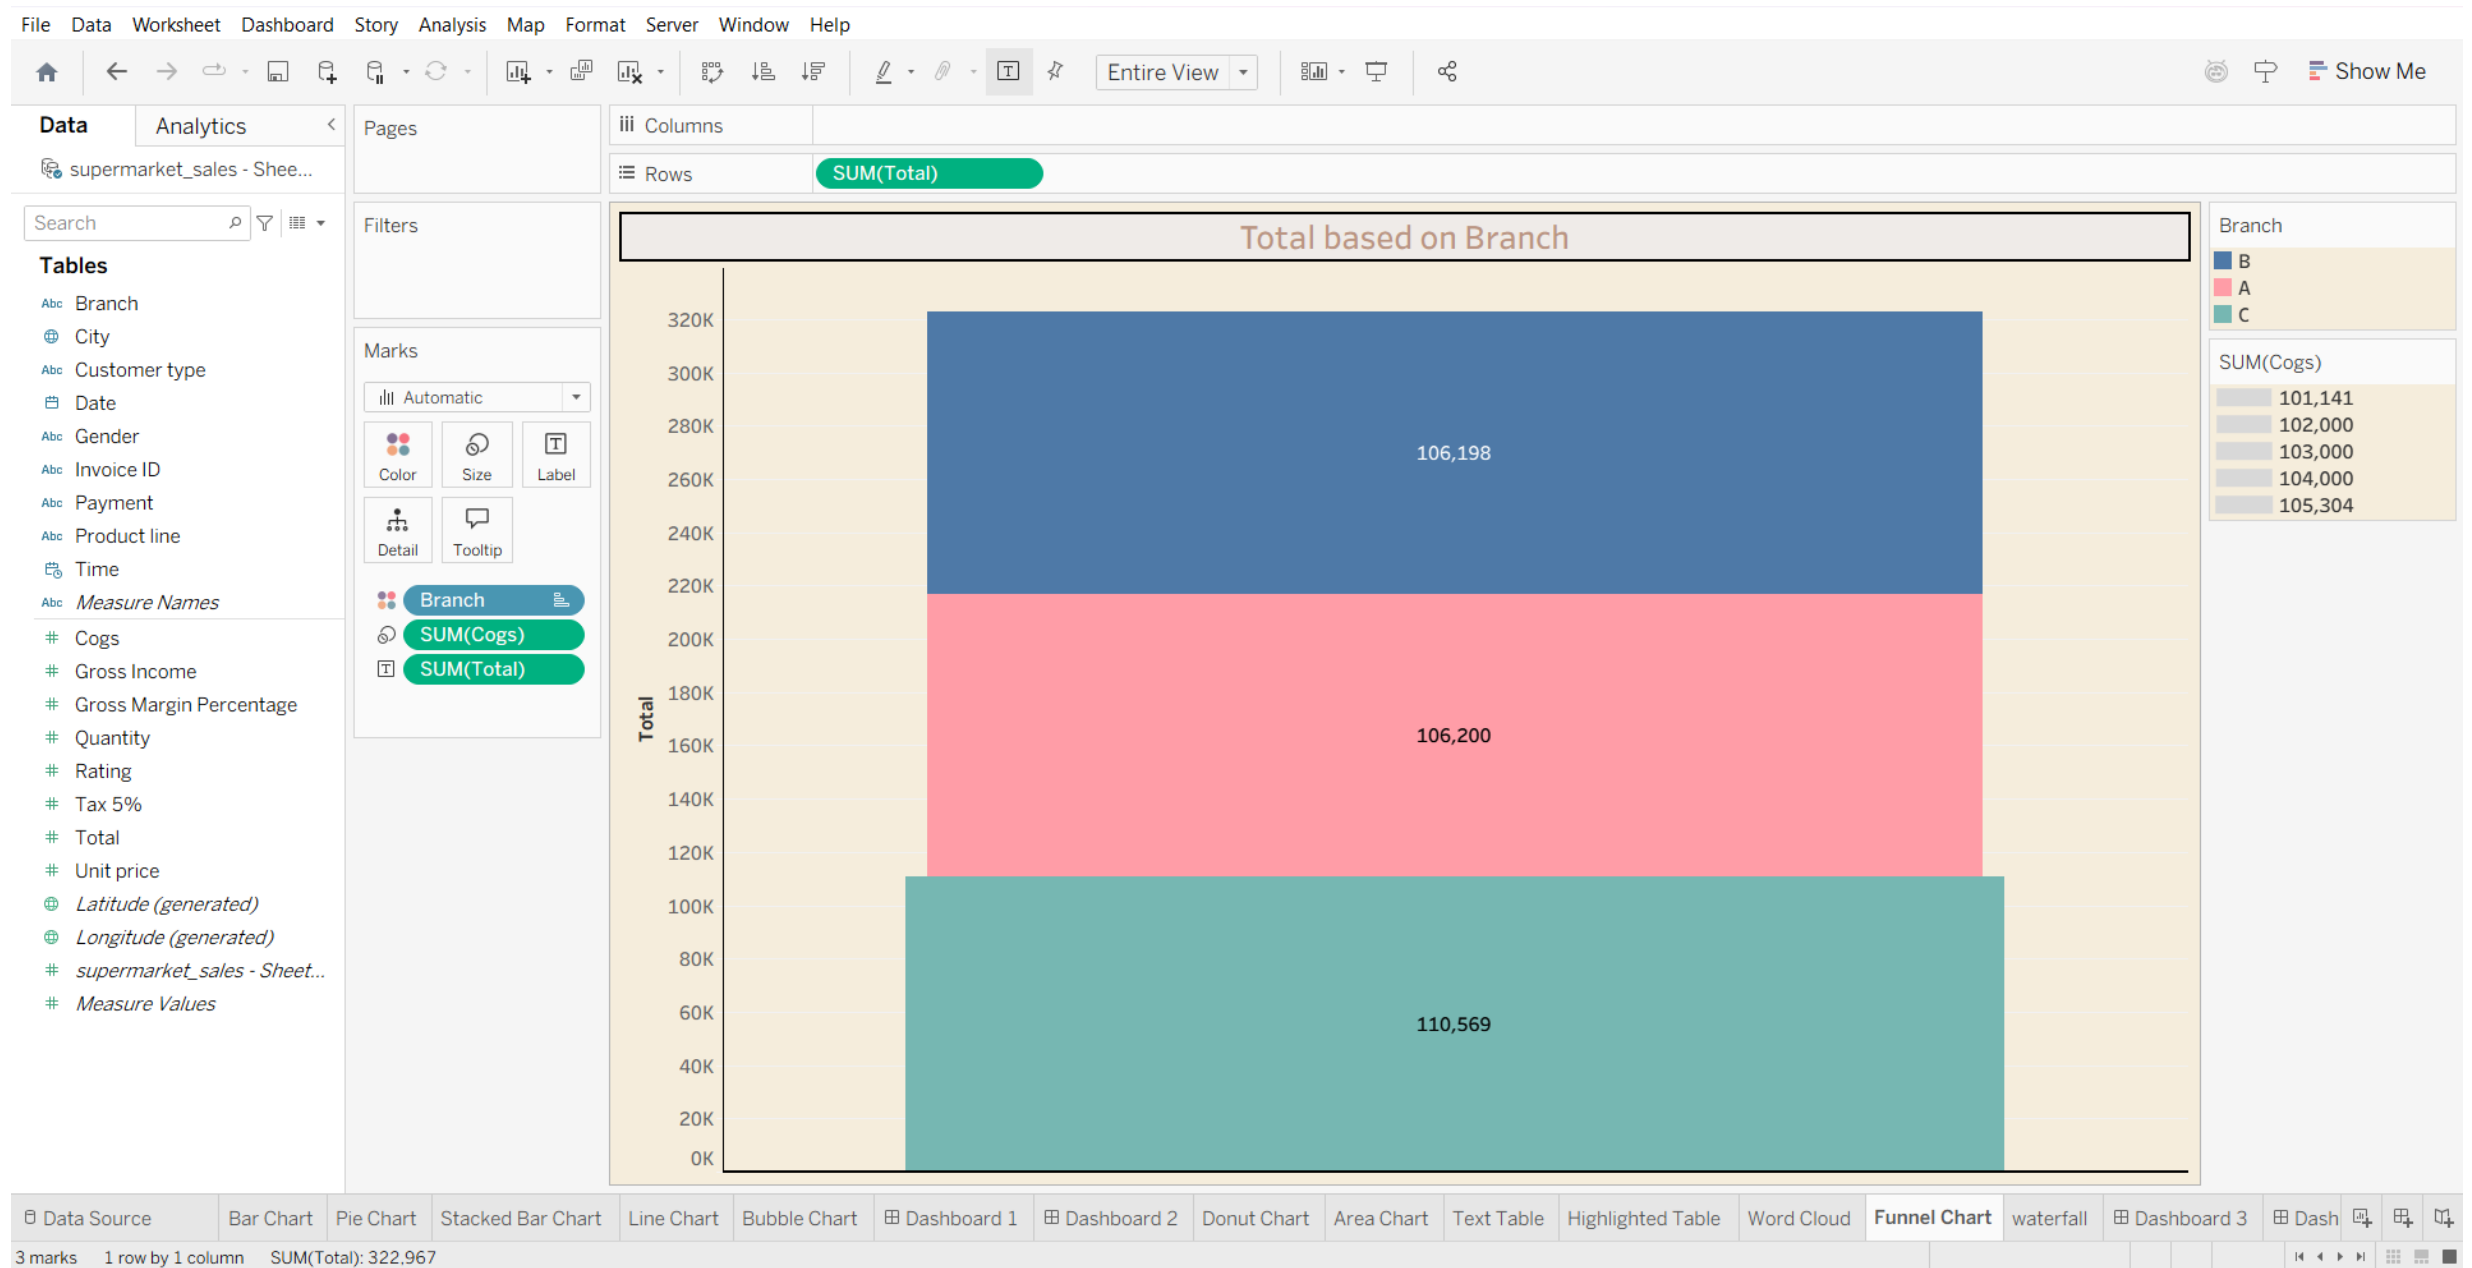 File Data Worksheet Dashboard Story Analysis Map Format Server Window Help
Entire View
Show Me
Data
Analytics
supermarket_sales - Shee...
Search
Tables
Abc Branch
City
Abc Customer type
Date
Abc Gender
Abc Invoice ID
Abc Payment
Abc Product line
Time
Abc Measure Names
# Cogs
# Gross Income
# Gross Margin Percentage
# Quantity
# Rating
# Tax 5%
# Total
# Unit price
Latitude (generated)
Longitude (generated)
# supermarket_sales - Sheet...
# Measure Values
Pages
Filters
Marks
Automatic
Color Size Label
Detail Tooltip
Branch
SUM(Cogs)
SUM(Total)
Columns
Rows
SUM(Total)
Total based on Branch
Total
320K
300K
280K
260K
240K
220K
200K
180K
160K
140K
120K
100K
80K
60K
40K
20K
0K
106,198
106,200
110,569
Branch
B
A
C
SUM(Cogs)
101,141
102,000
103,000
104,000
105,304
Data Source Bar Chart Pie Chart Stacked Bar Chart Line Chart Bubble Chart Dashboard 1 Dashboard 2 Donut Chart Area Chart Text Table Highlighted Table Word Cloud Funnel Chart waterfall Dashboard 3 Dash
3 marks 1 row by 1 column SUM(Total): 322,967